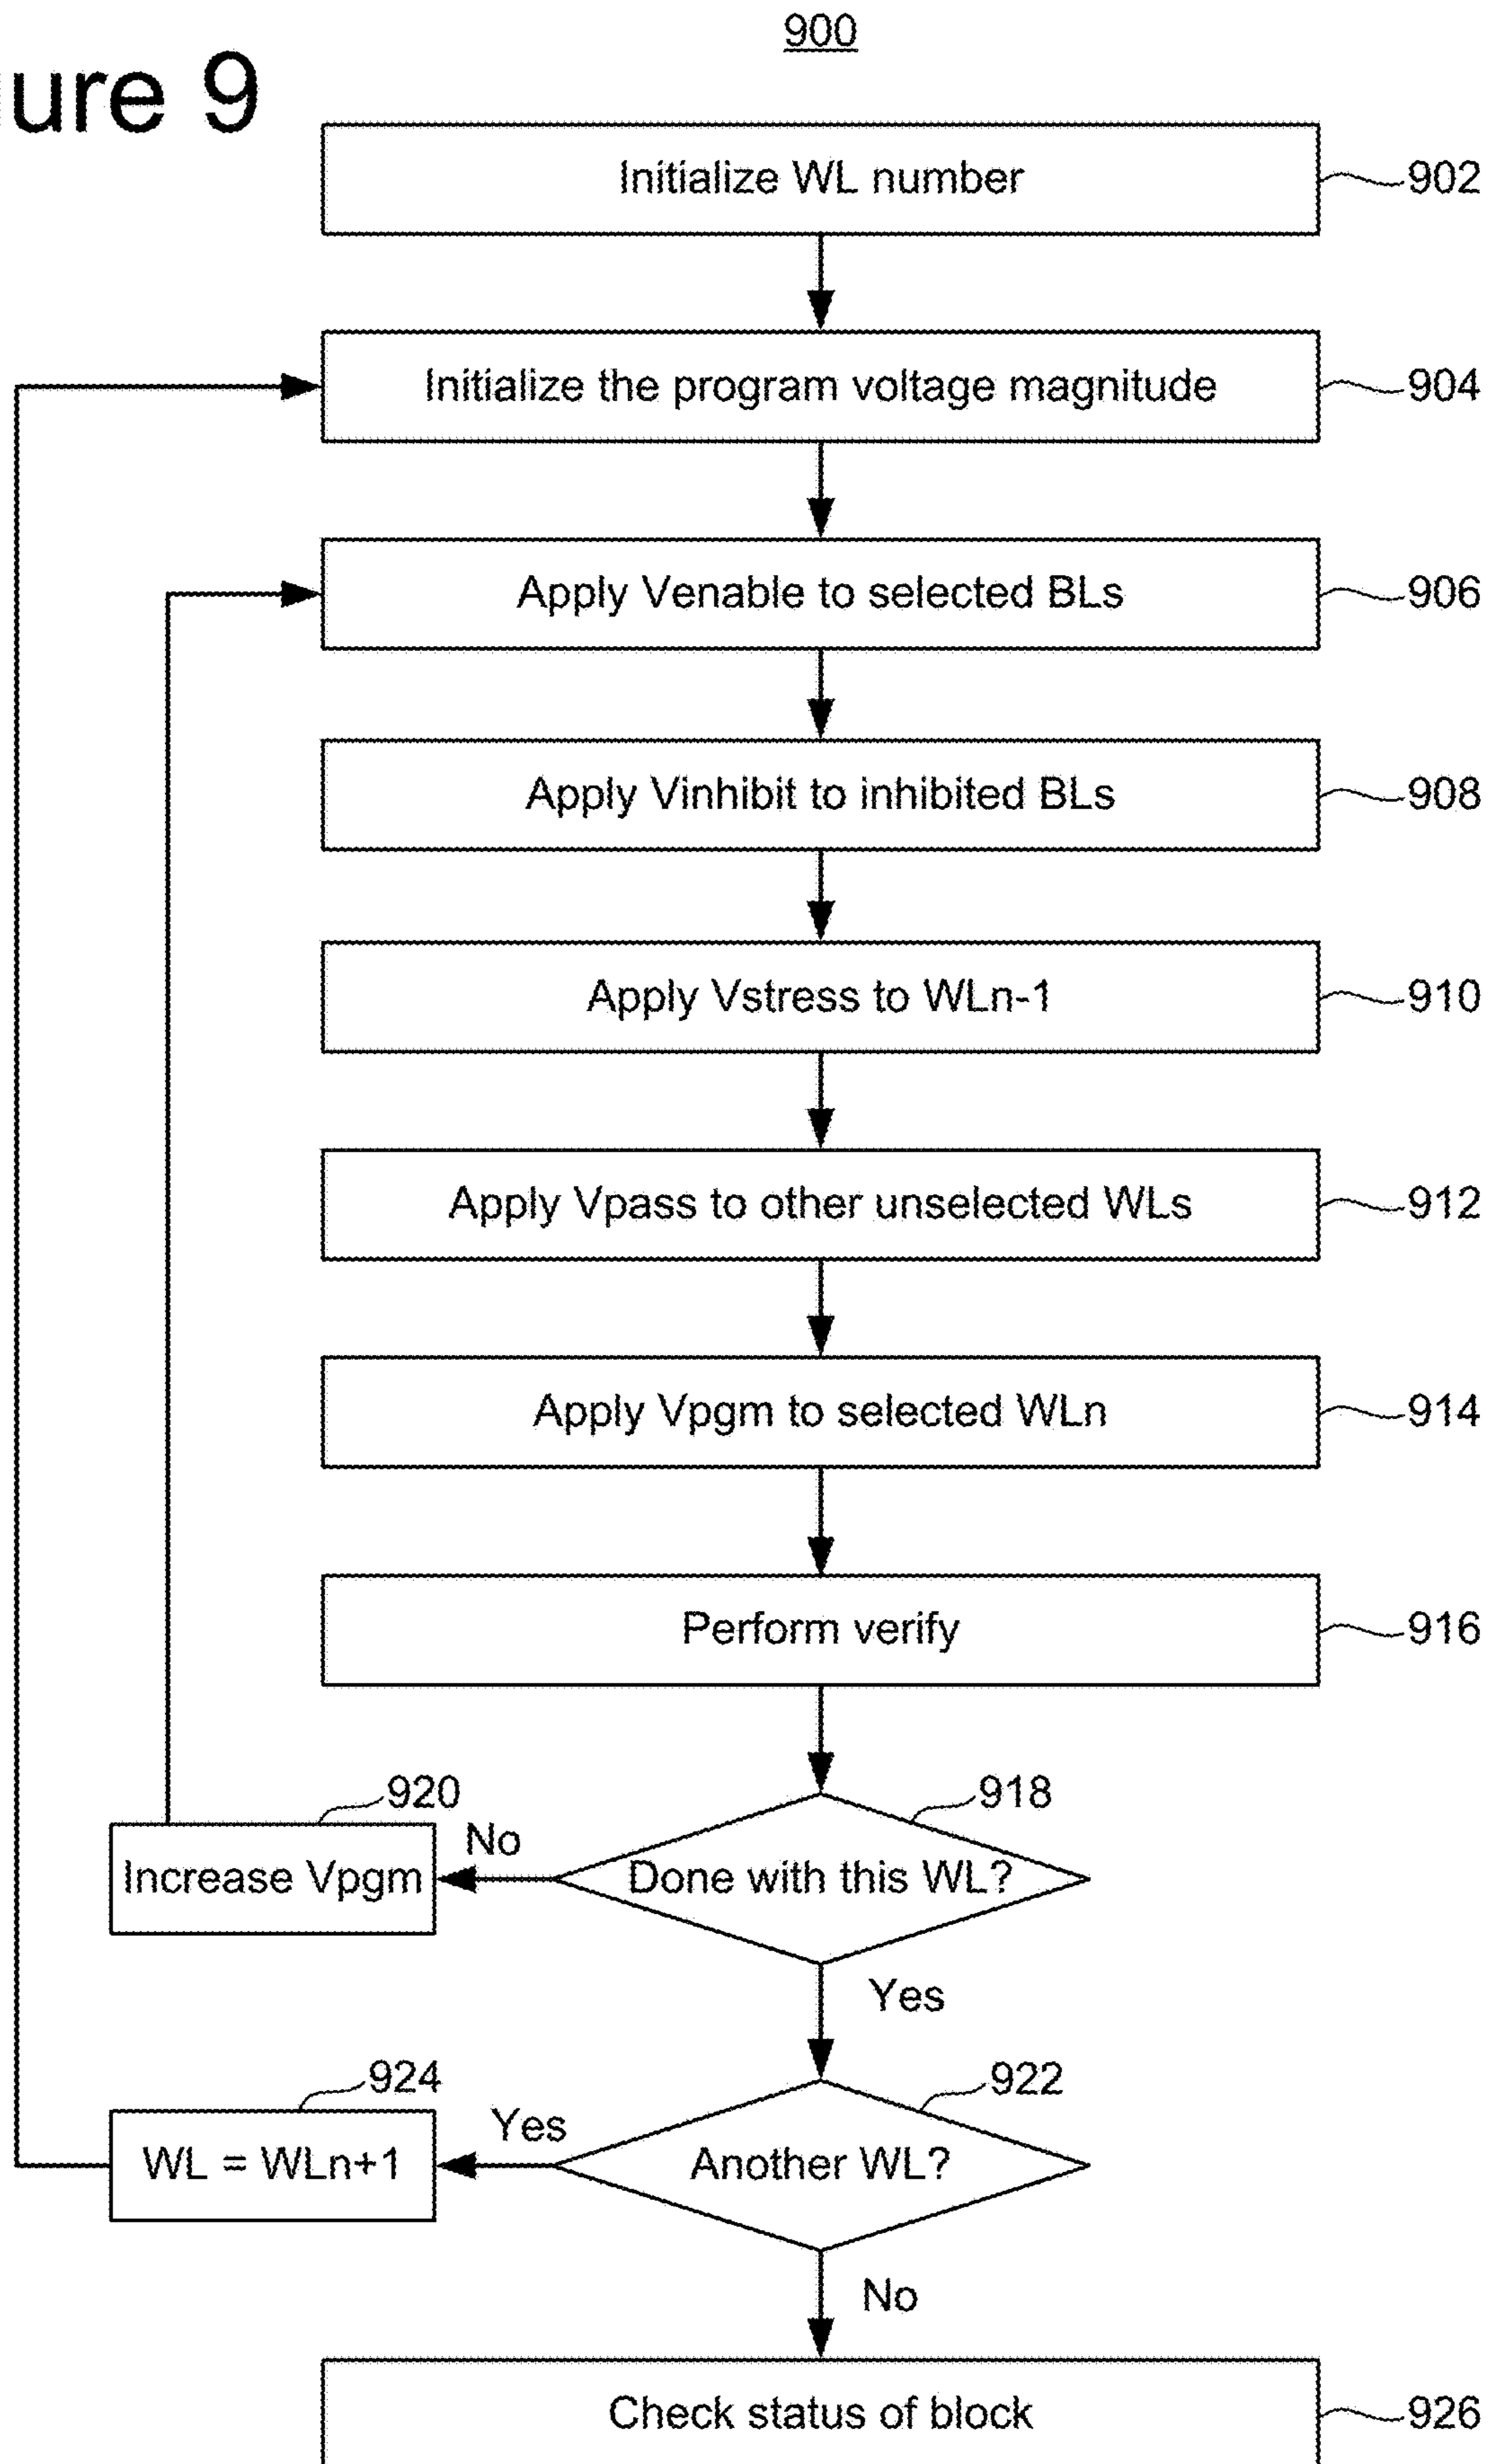 900
ure 9
Initialize WL number
902
Initialize the program voltage magnitude
904
Apply Venable to selected BLs
906
Apply Vinhibit to inhibited BLs
908
Apply Vstress to WLn-1
910
Apply Vpass to other unselected WLs
912
Apply Vpgm to selected WLn
914
Perform verify
916
920
918
Increase Vpgm
No
Done with this WL?
Yes
924
922
WL = WLn+1
Yes
Another WL?
No
Check status of block
926